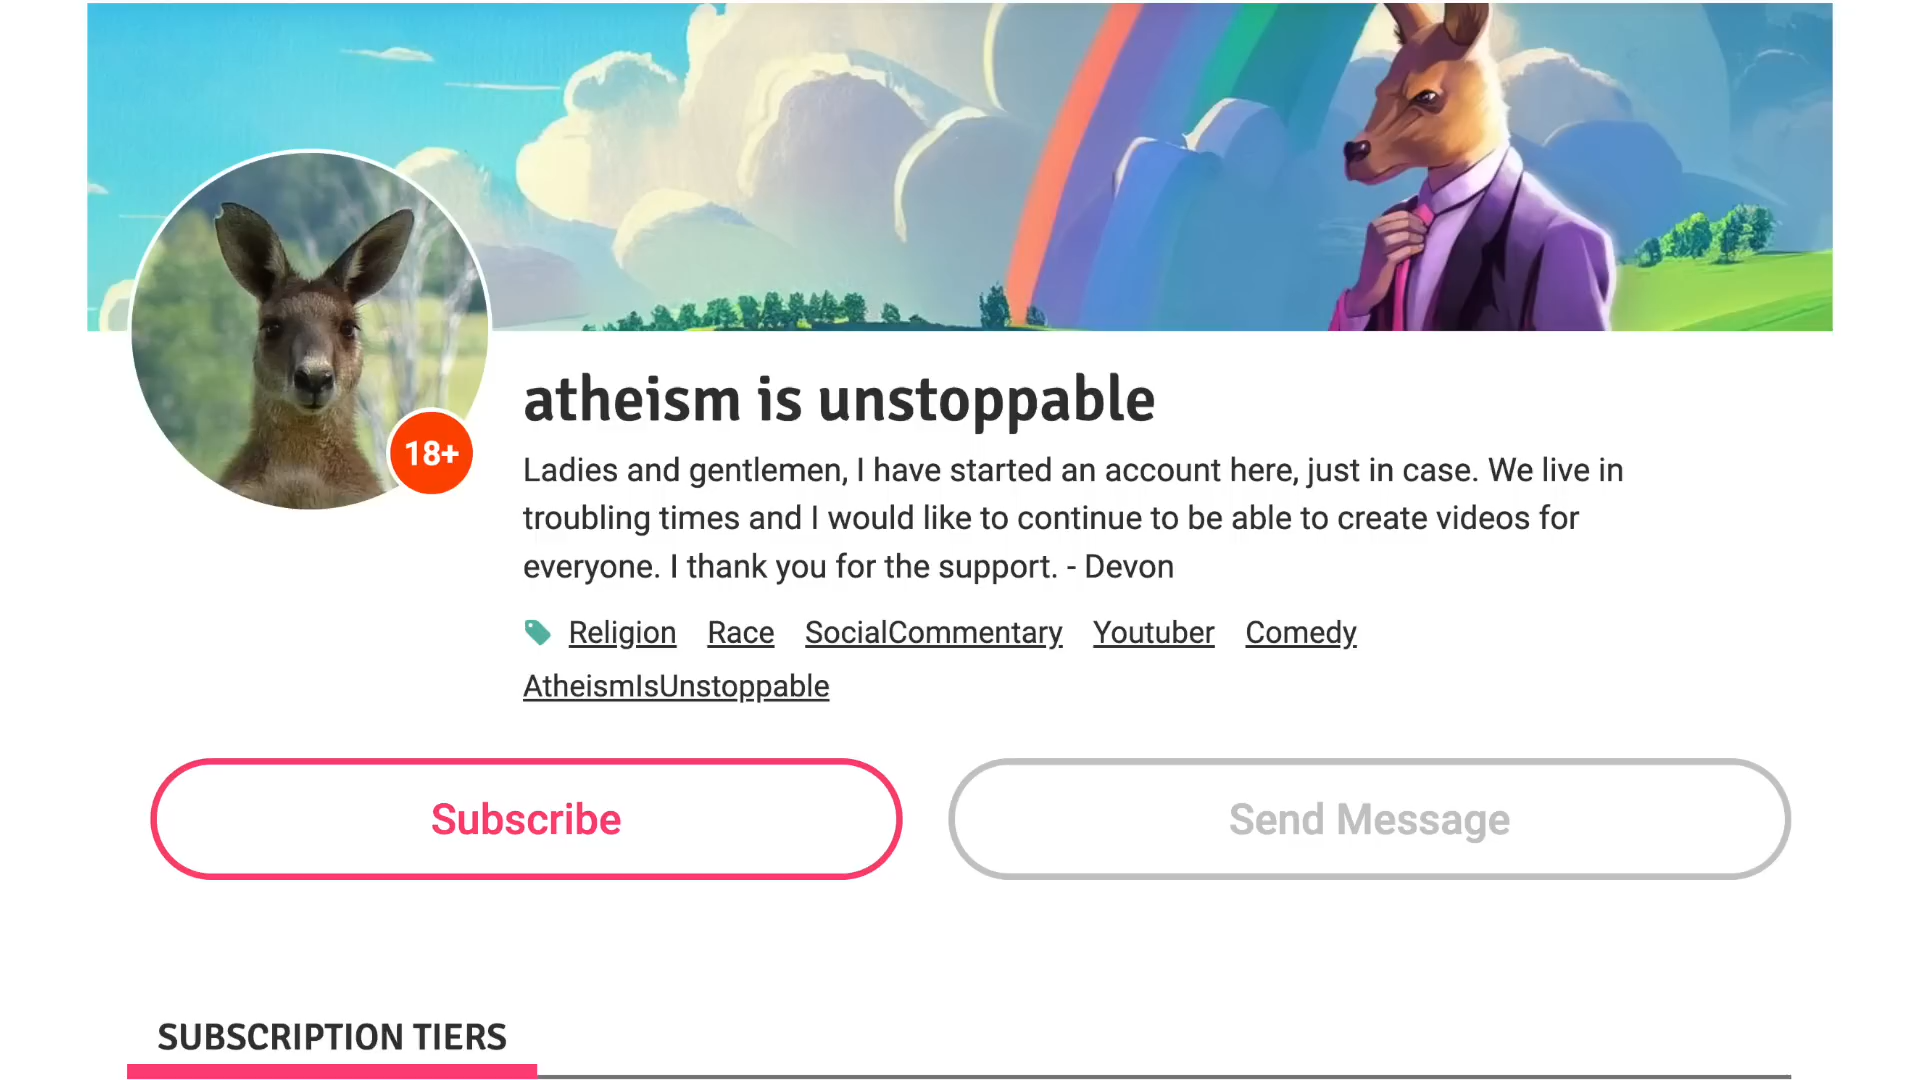 18+
atheism is unstoppable
Ladies and gentlemen, I have started an account here, just in case. We live in
troubling times and I would like to continue to be able to create videos for
everyone. I thank you for the support. - Devon
Religion Race SocialCommentary Youtuber Comedy
AtheismIsUnstoppable
Subscribe Send Message
SUBSCRIPTION TIERS